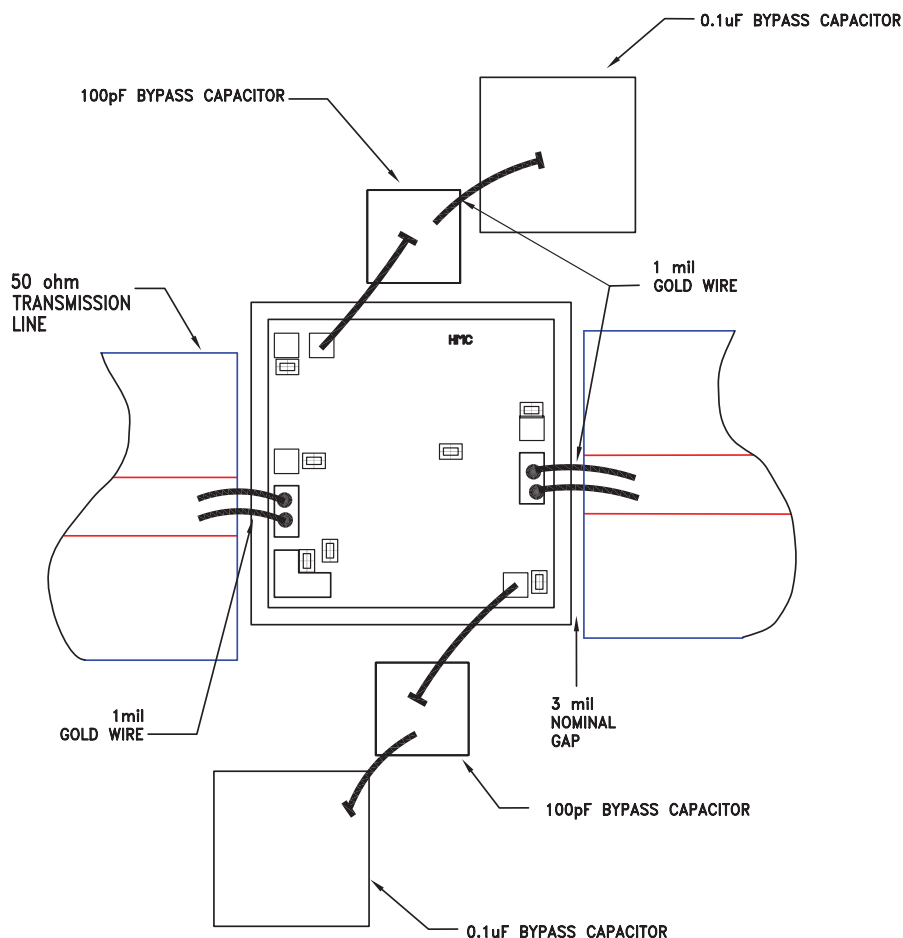 0.1uF BYPASS CAPACITOR
100pF BYPASS CAPACITOR
50 ohm
TRANSMISSION
LINE
1 mil
GOLD WIRE
HMC
1mil
GOLD WIRE
3 mil
NOMINAL
GAP
100pF BYPASS CAPACITOR
0.1uF BYPASS CAPACITOR